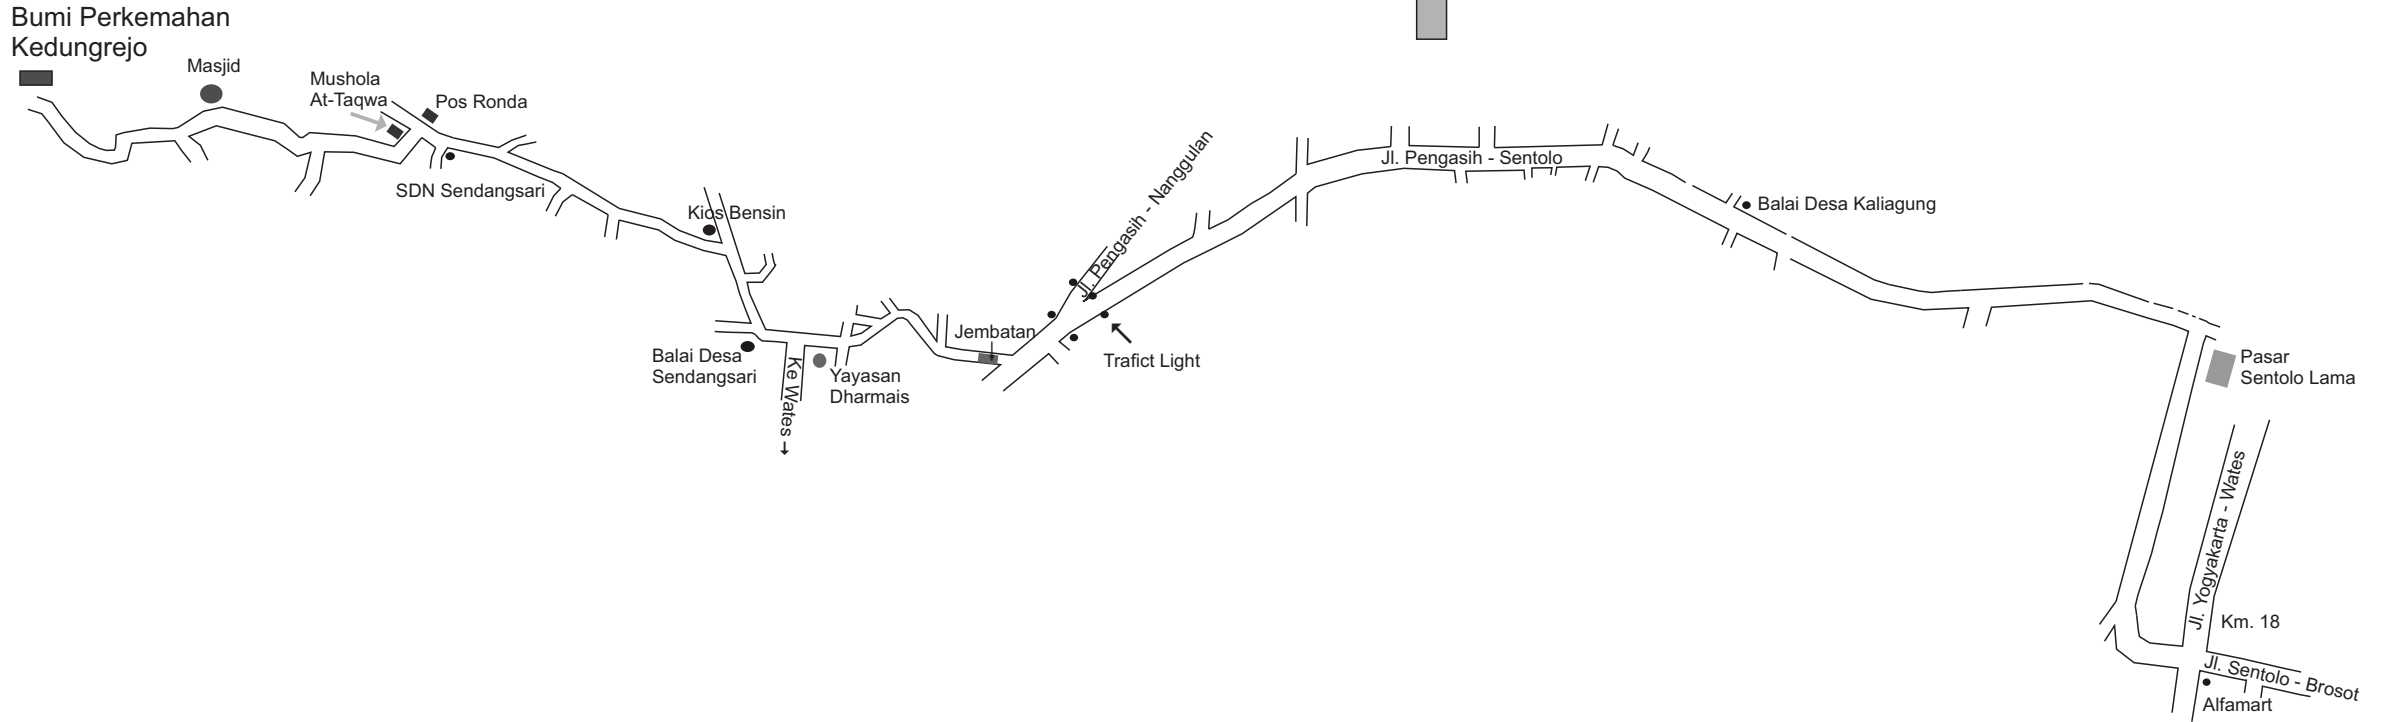 Bumi Perkemahan
Kedungrejo
Masjid
Mushola
At-Taqwa
Pos Ronda
SDN Sendangsari
Kios Bensin
Balai Desa
Sendangsari
Ke Wates
Yayasan
Dharmais
Jembatan
Jl. Pengasih - Nanggulan
Trafict Light
Jl. Pengasih - Sentolo
Balai Desa Kaliagung
Pasar
Sentolo Lama
Jl. Yogyakarta - Wates
Km. 18
Jl. Sentolo - Brosot
Alfamart